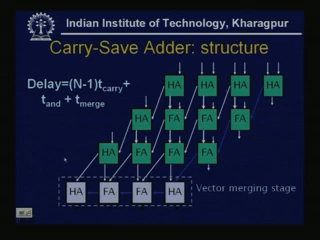 Indian Institute of Technology, Kharagpur
Carry-Save Adder: structure
Delay=(N-1)tcarry+
tand + tmerge
HA HA HA HA
HA FA FA FA
HA FA FA FA
HA FA FA HA
Vector merging stage